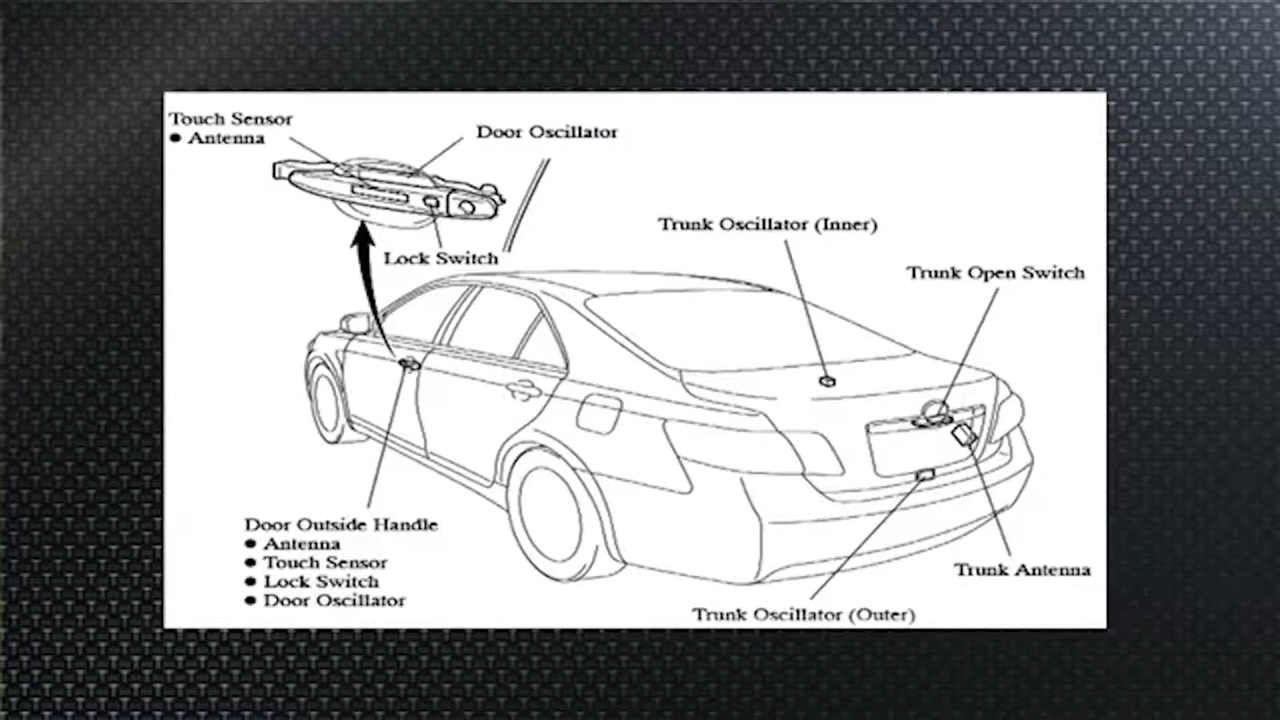 Touch Sensor
● Antenna
Door Oscillator
Lock Switch
Trunk Oscillator (Inner)
Trunk Open Switch
Door Outside Handle
● Antenna
● Touch Sensor
● Lock Switch
● Door Oscillator
Trunk Antenna
Trunk Oscillator (Outer)